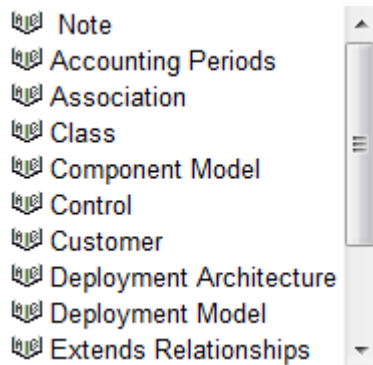 Note
Accounting Periods
Association
Class
Component Model
Control
Customer
Deployment Architecture
Deployment Model
Extends Relationships